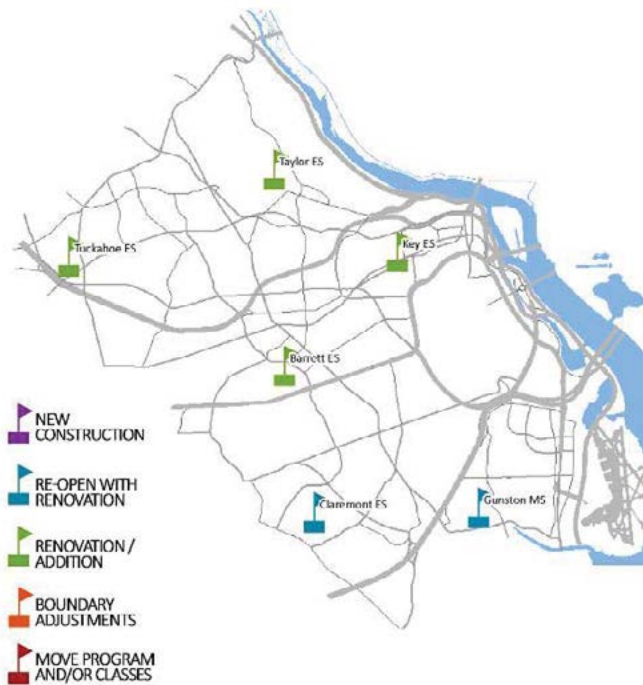 Taylor ES
Tuckahoe ES
Key ES
Barrett ES
Claremont ES
Gunston MS
NEW
CONSTRUCTION
RE-OPEN WITH
RENOVATION
RENOVATION /
ADDITION
BOUNDARY
ADJUSTMENTS
MOVE PROGRAM
AND/OR CLASSES